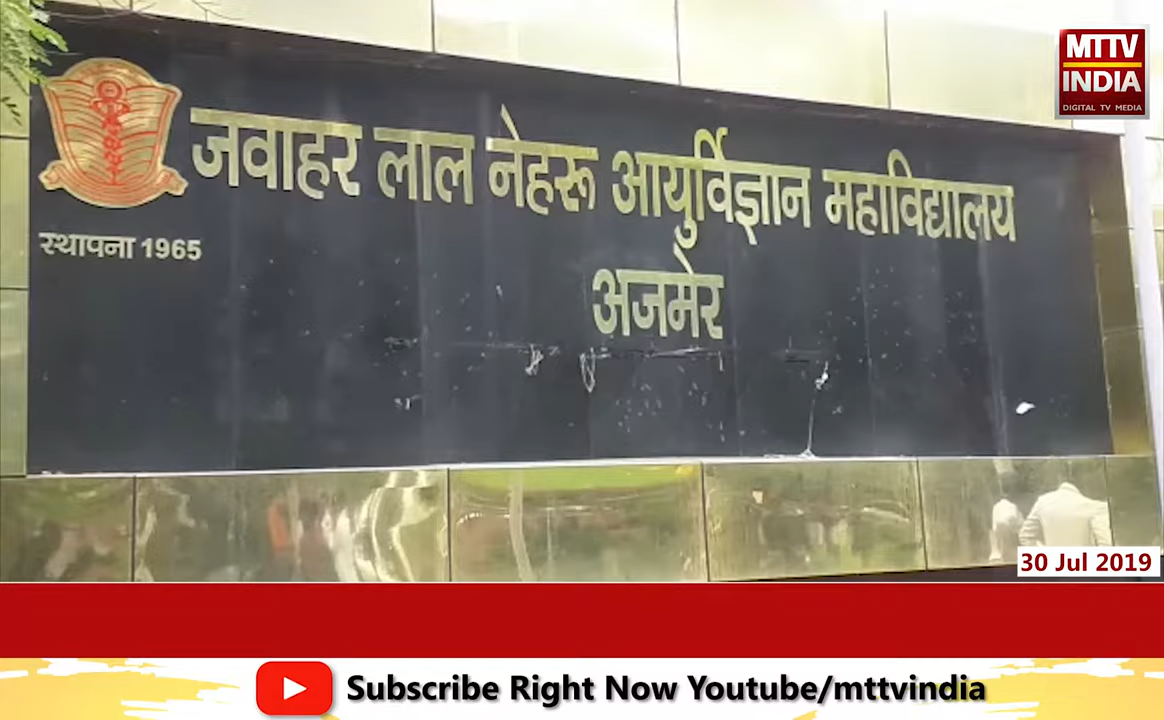 MTTV
INDIA
DIGITAL TV MEDIA
जवाहर लाल नेहरू आयुर्विज्ञान महाविद्यालय
अजमेर
स्थापना 1965
30 Jul 2019
Subscribe Right Now Youtube/mttvindia